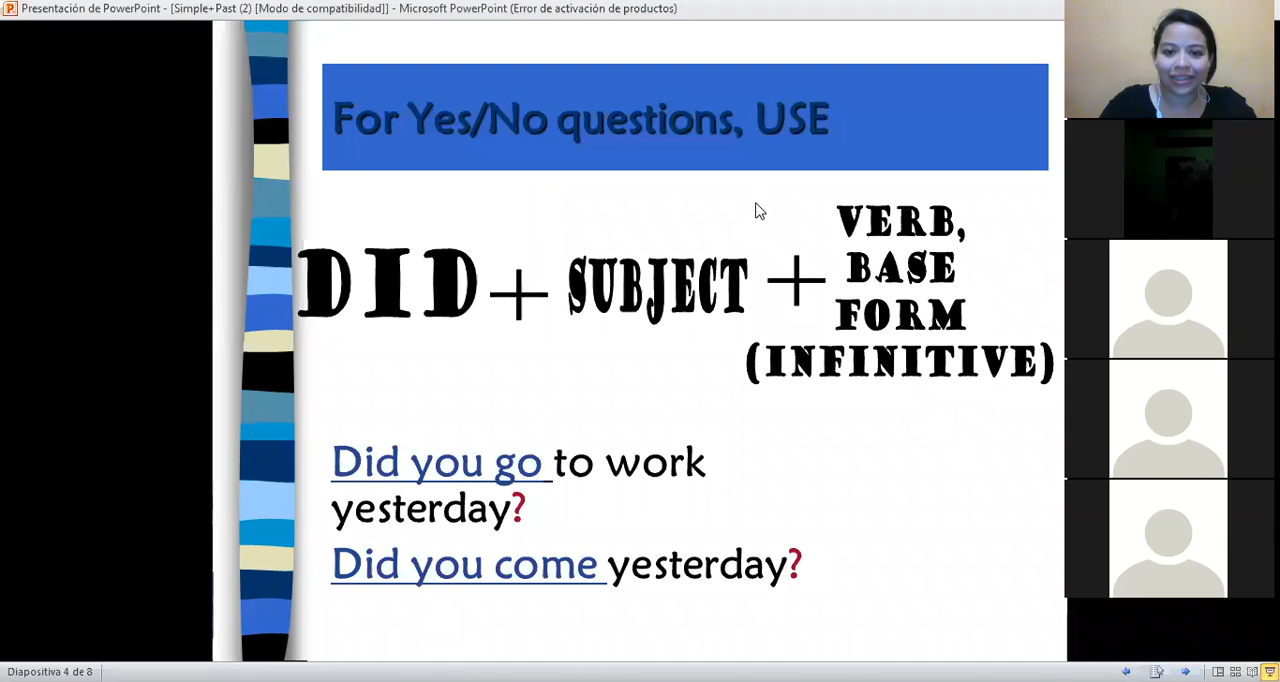 Presentación de PowerPoint - [Simple+Past (2) [Modo de compatibilidad]] - Microsoft PowerPoint (Error de activación de productos)
For Yes/No questions, USE
DID + SUBJECT + VERB,
BASE
FORM
(INFINITIVE)
Did you go to work
yesterday?
Did you come yesterday?
Diapositiva 4 de 8